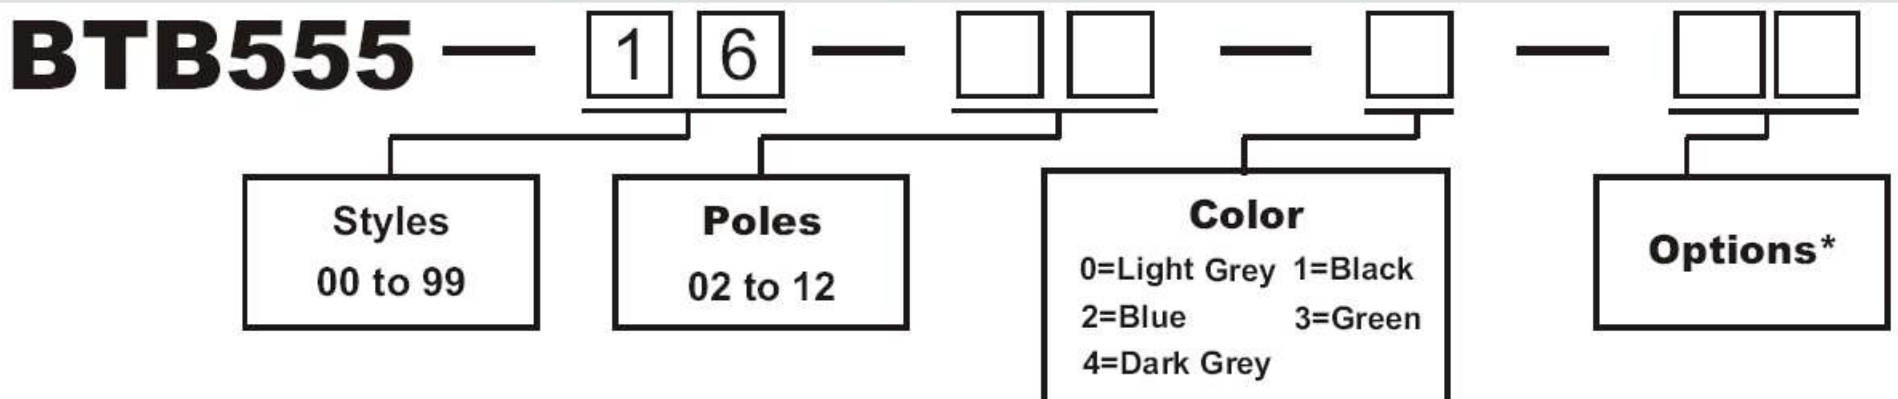 BTB555 — 1 6 — — —
Styles
00 to 99
Poles
02 to 12
Color
0=Light Grey 1=Black
2=Blue 3=Green
4=Dark Grey
Options*